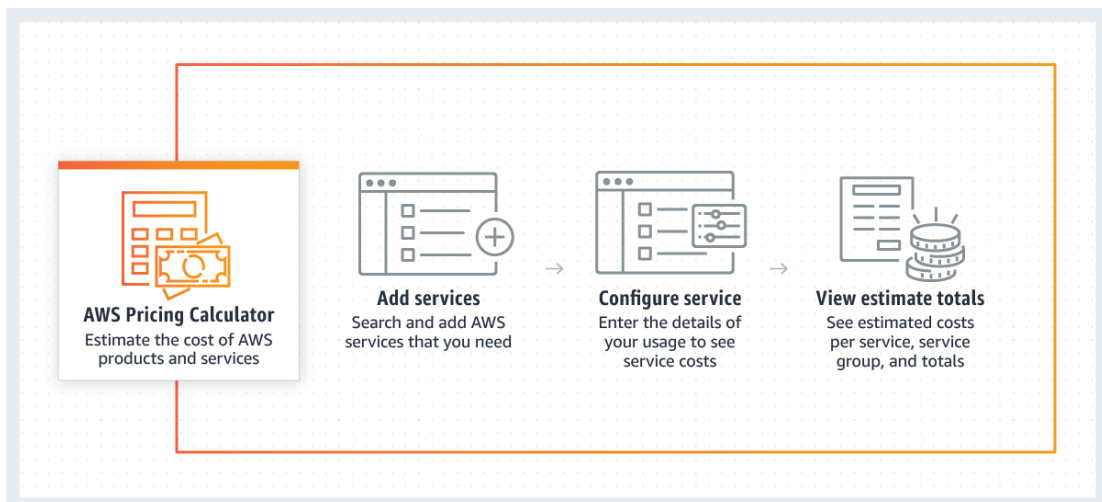 AWS Pricing Calculator
Estimate the cost of AWS
products and services
Add services
Search and add AWS
services that you need
Configure service
Enter the details of
your usage to see
service costs
View estimate totals
See estimated costs
per service, service
group, and totals